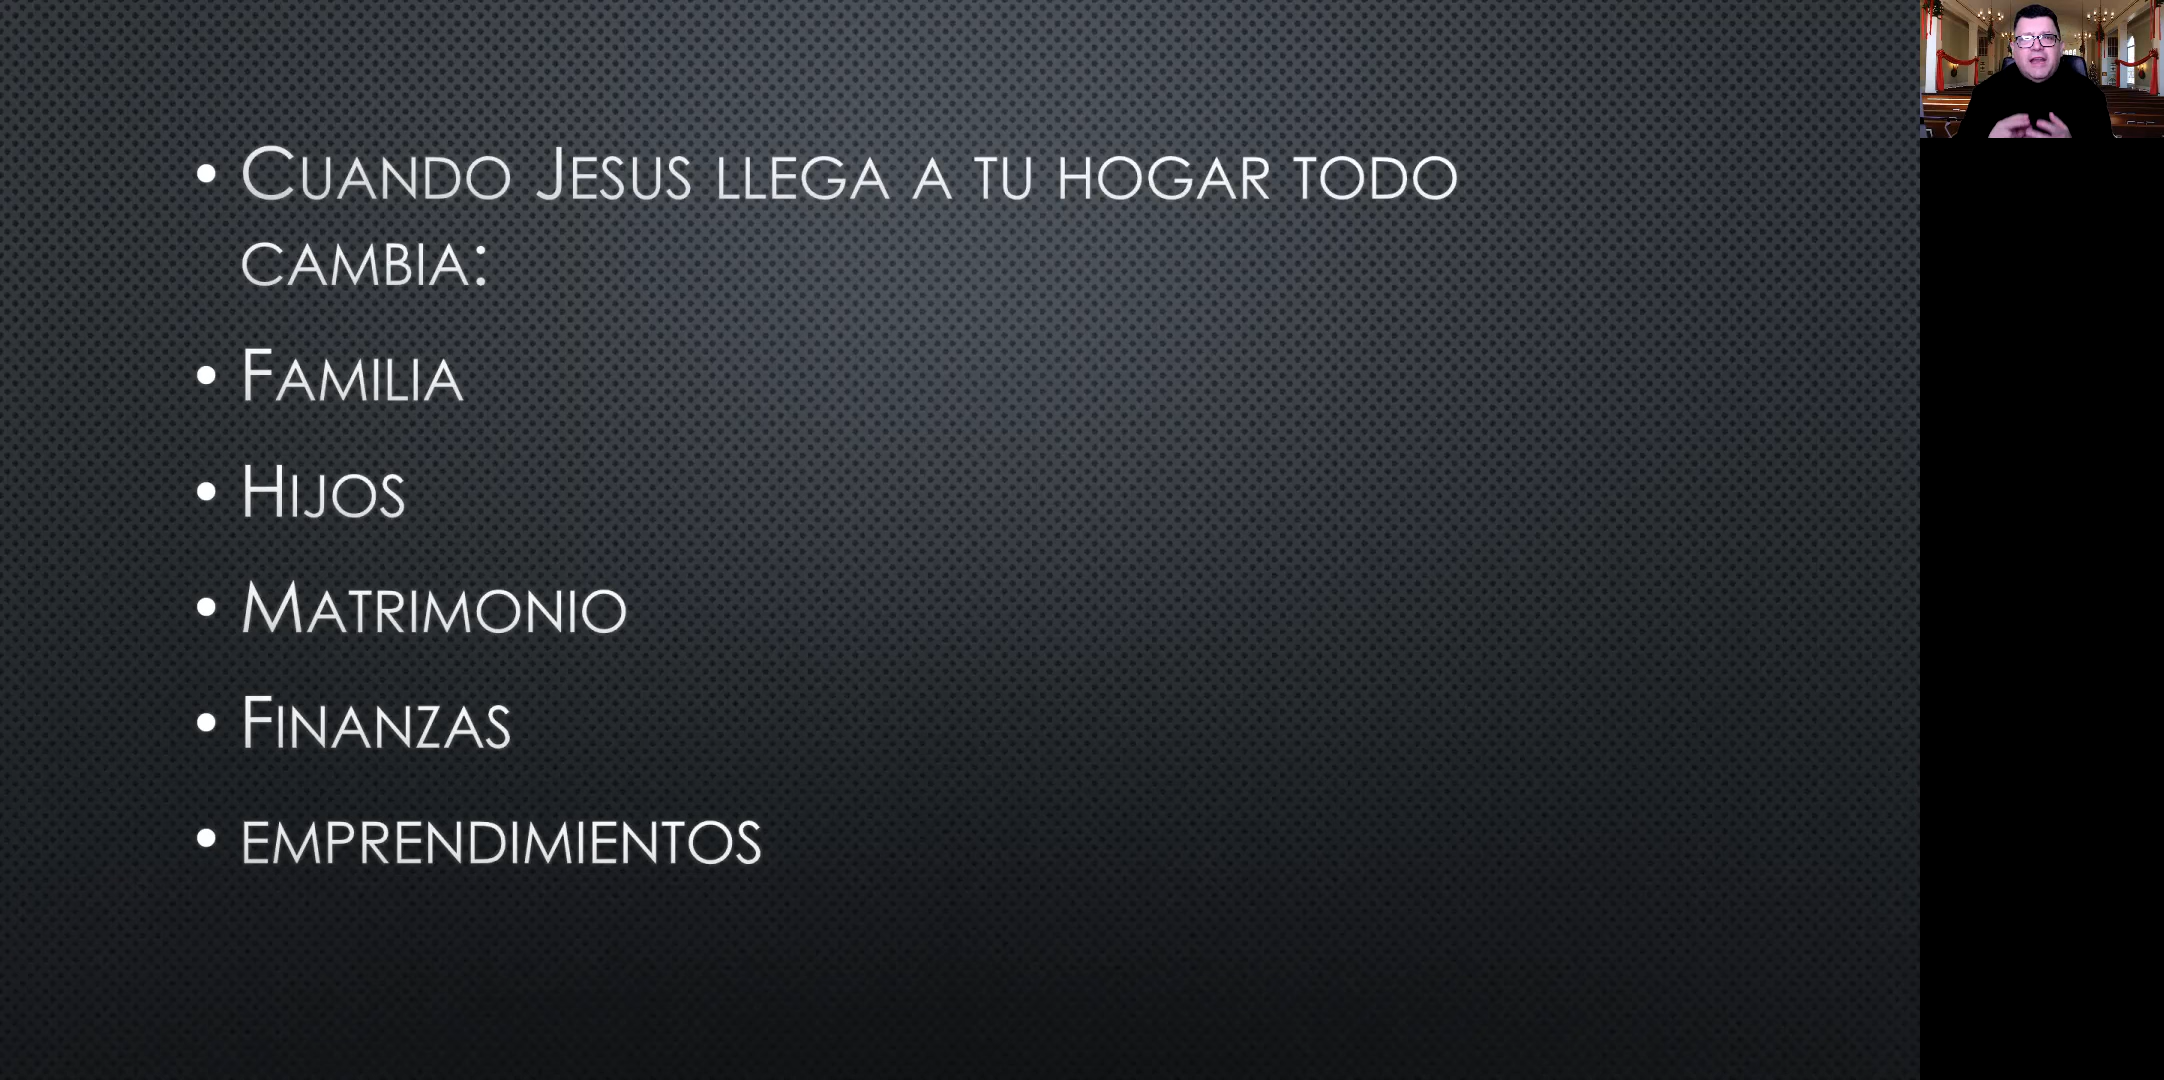 • Cuando Jesus llega a tu hogar todo
cambia:
• Familia
• Hijos
• Matrimonio
• Finanzas
• emprendimientos